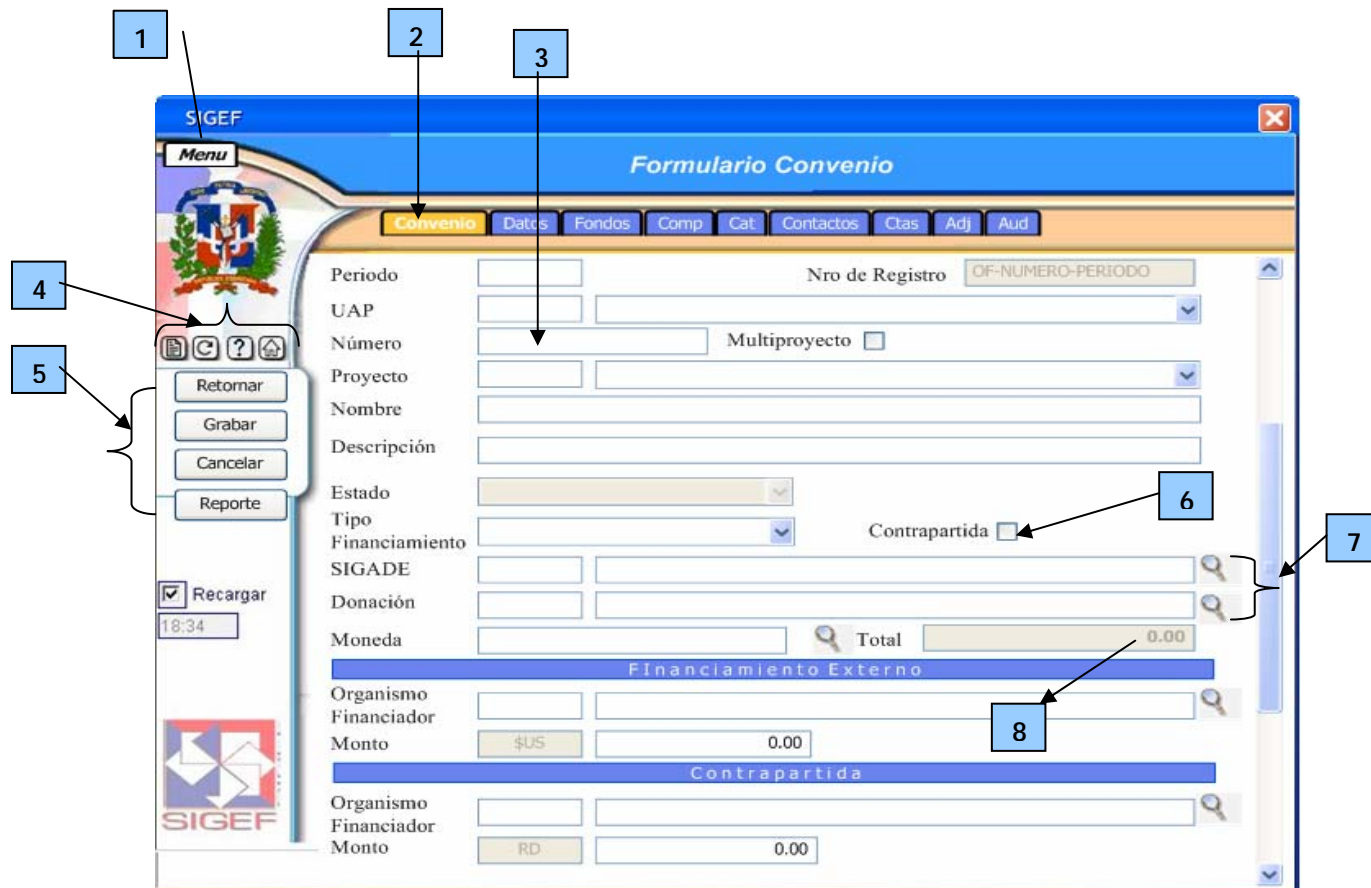 1
2
3
SIGEF
Menu
Formulario Convenio
Convenio Datos Fondos Comp Cat Contactos Ctas Adj Aud
Periodo
Nro de Registro OF-NUMERO-PERIODO
4
UAP
Número
Multiproyecto
5
Retornar
Proyecto
Grabar
Nombre
Cancelar
Descripción
Reporte
Estado
6
Tipo
Financiamiento
Contrapartida
7
SIGADE
Recargar
Donación
18:34
Moneda
Total 0.00
FInanciamiento Externo
Organismo
Financiador
8
Monto $US 0.00
Contrapartida
Organismo
Financiador
SIGEF
Monto RD 0.00